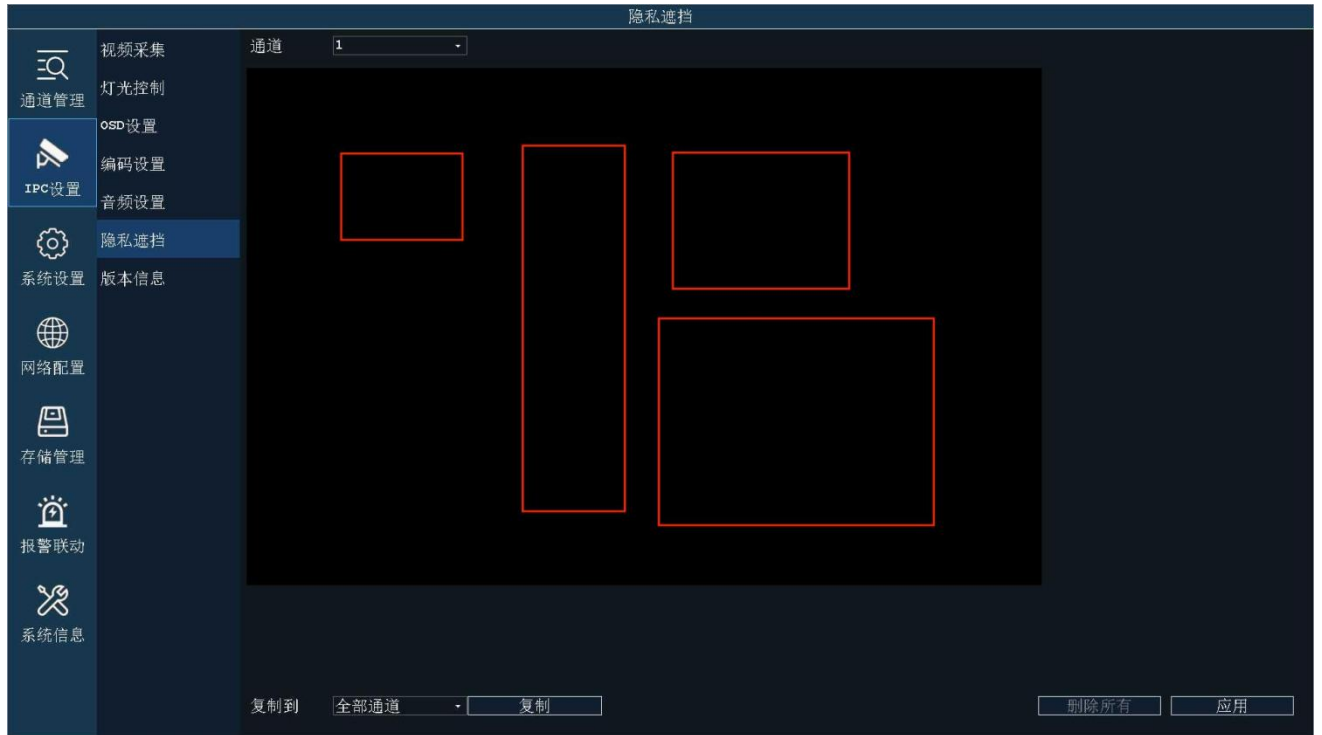 隐私遮挡
通道管理
IPC设置
系统设置
网络配置
存储管理
报警联动
系统信息
视频采集
灯光控制
OSD设置
编码设置
音频设置
隐私遮挡
版本信息
通道 1
复制到 全部通道 复制 删除所有 应用